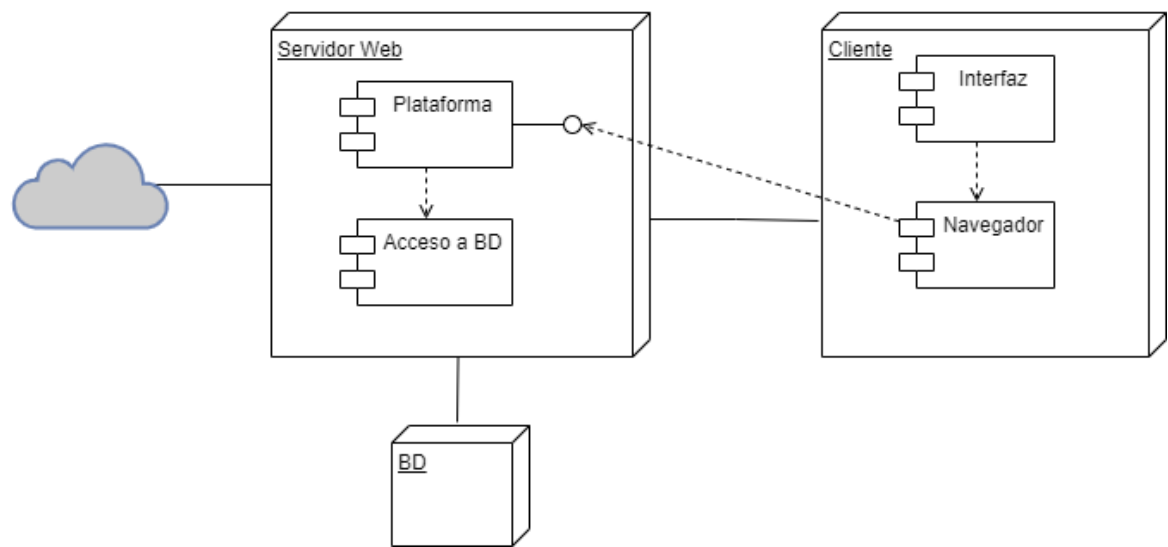 Servidor Web
Plataforma
Acceso a BD
Cliente
Interfaz
Navegador
BD